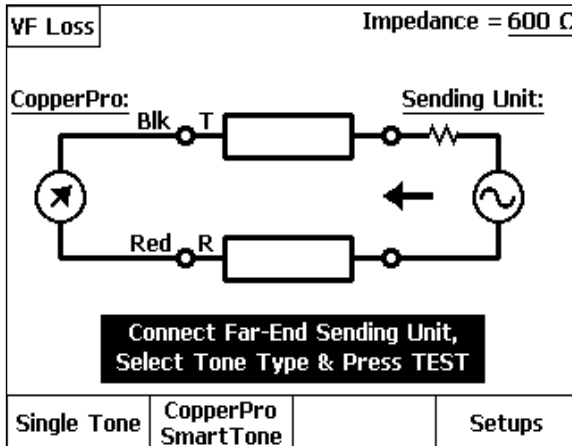 VF Loss
Impedance = 600 Ω
CopperPro:
Sending Unit:
Blk T
Red R
Connect Far-End Sending Unit,
Select Tone Type & Press TEST
Single Tone
CopperPro
SmartTone
Setups